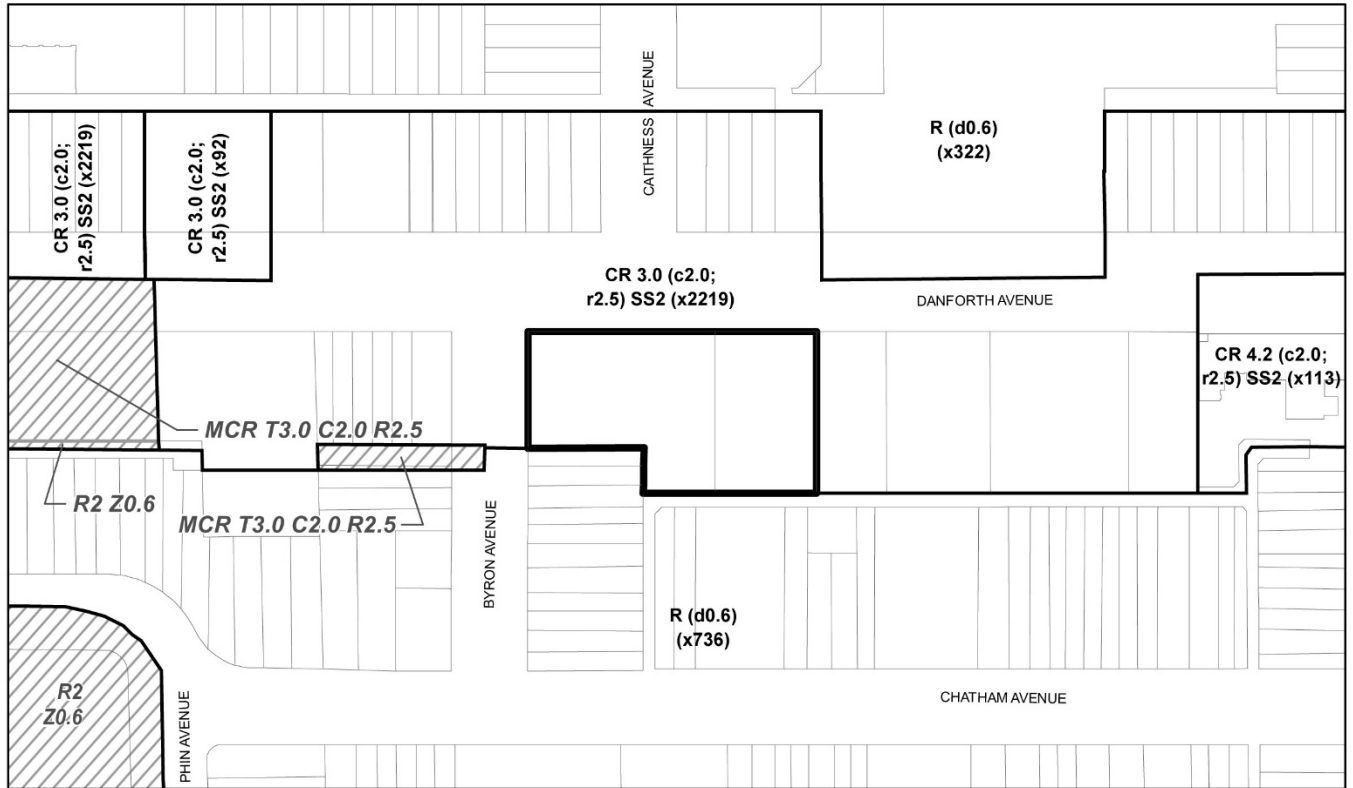 CAITHNESS AVENUE
R (d0.6)
(x322)
CR 3.0 (c2.0;
r2.5) SS2 (x2219)
CR 3.0 (c2.0;
r2.5) SS2 (x92)
CR 3.0 (c2.0;
r2.5) SS2 (x2219)
DANFORTH AVENUE
CR 4.2 (c2.0;
r2.5) SS2 (x113)
MCR T3.0 C2.0 R2.5
R2 Z0.6
MCR T3.0 C2.0 R2.5
BYRON AVENUE
R (d0.6)
(x736)
R2
Z0.6
PHIN AVENUE
CHATHAM AVENUE